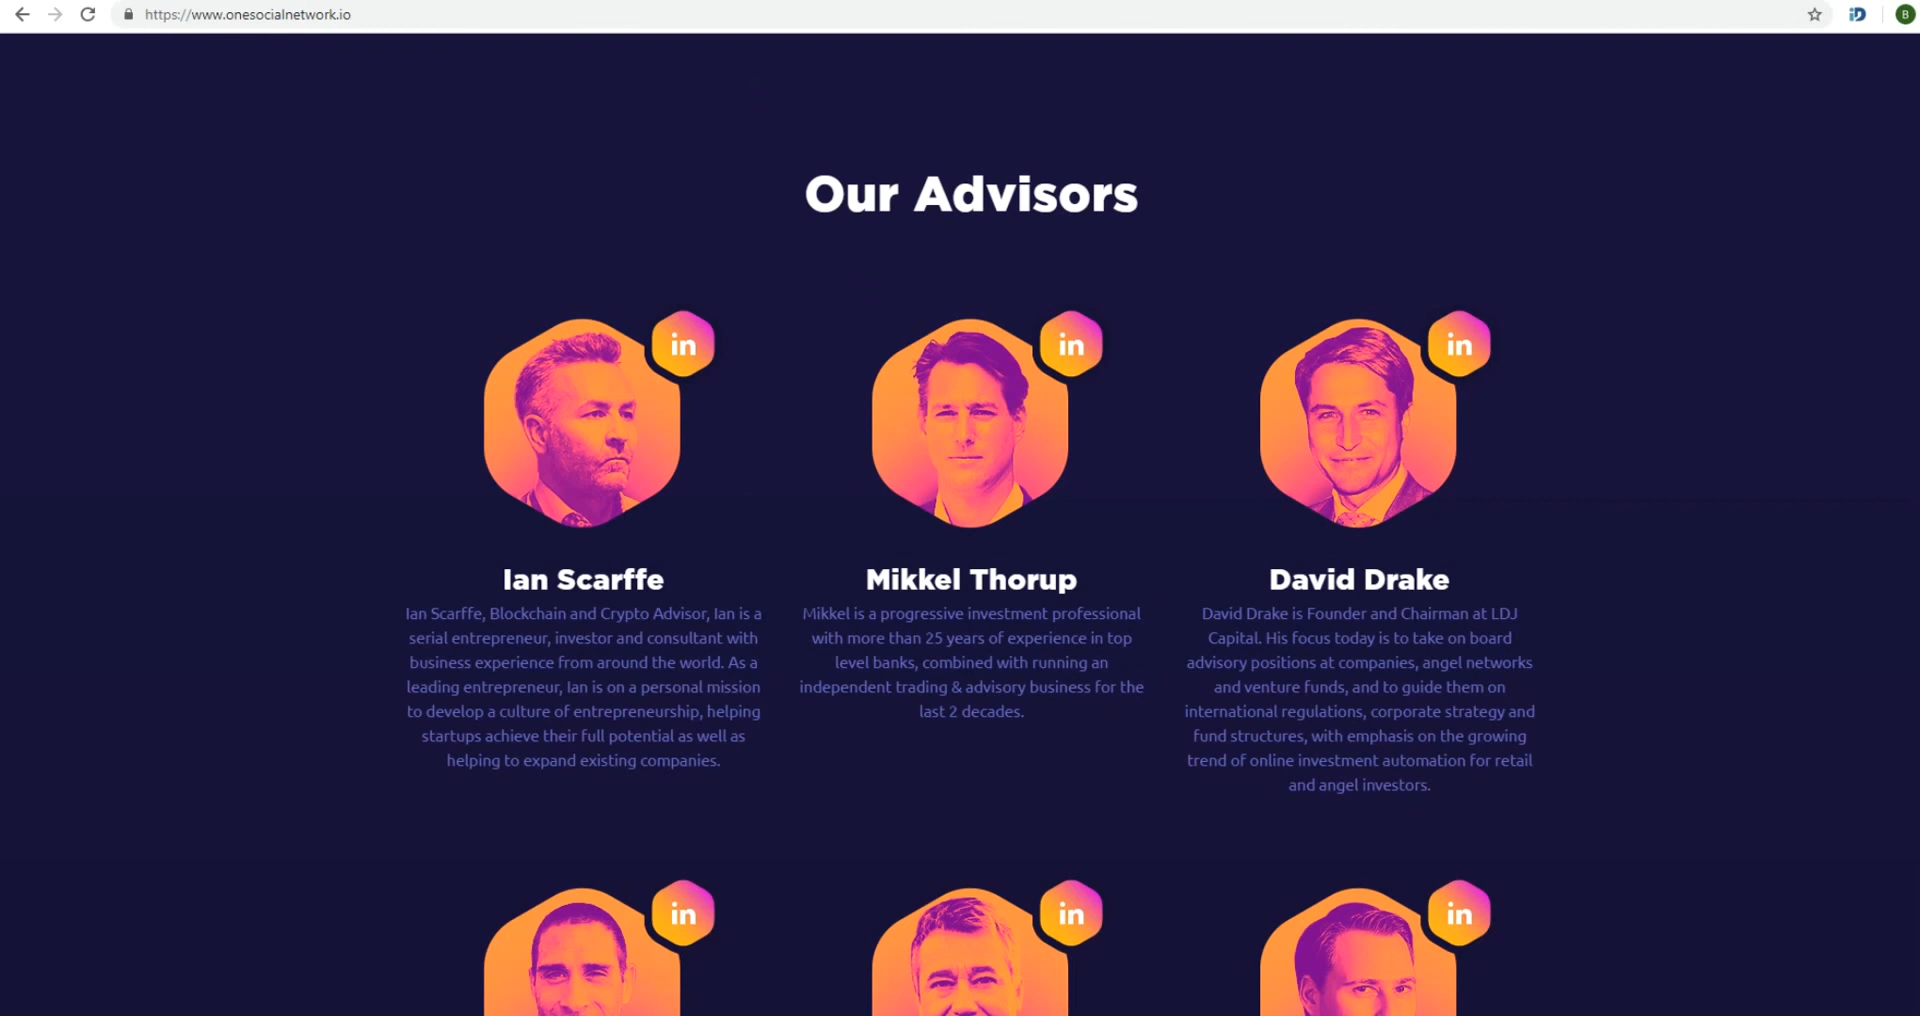 https://www.onesocialnetwork.io
B
Our Advisors
in
in
in
Ian Scarffe
Ian Scarffe, Blockchain and Crypto Advisor, Ian is a
serial entrepreneur, investor and consultant with
business experience from around the world. As a
leading entrepreneur, Ian is on a personal mission
to develop a culture of entrepreneurship, helping
startups achieve their full potential as well as
helping to expand existing companies.
Mikkel Thorup
Mikkel is a progressive investment professional
with more than 25 years of experience in top
level banks, combined with running an
independent trading & advisory business for the
last 2 decades.
David Drake
David Drake is Founder and Chairman at LDJ
Capital. His focus today is to take on board
advisory positions at companies, angel networks
and venture funds, and to guide them on
international regulations, corporate strategy and
fund structures, with emphasis on the growing
trend of online investment automation for retail
and angel investors.
in
in
in